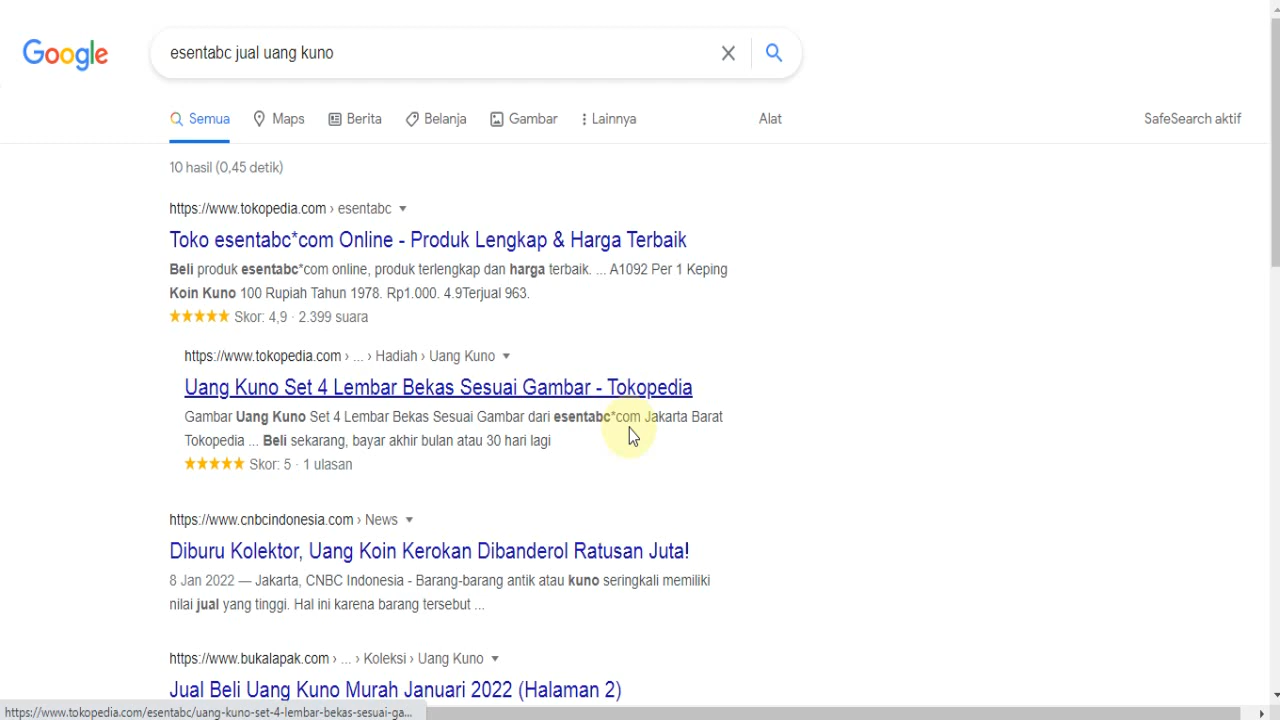 Google
esentabc jual uang kuno
Semua Maps Berita Belanja Gambar Lainnya Alat SafeSearch aktif
10 hasil (0,45 detik)
https://www.tokopedia.com › esentabc
Toko esentabc*com Online - Produk Lengkap & Harga Terbaik
Beli produk esentabc*com online, produk terlengkap dan harga terbaik. ... A1092 Per 1 Keping
Koin Kuno 100 Rupiah Tahun 1978. Rp1.000. 4.9Terjual 963.
Skor: 4,9 · 2.399 suara
https://www.tokopedia.com › ... › Hadiah › Uang Kuno
Uang Kuno Set 4 Lembar Bekas Sesuai Gambar - Tokopedia
Gambar Uang Kuno Set 4 Lembar Bekas Sesuai Gambar dari esentabc*com Jakarta Barat
Tokopedia ... Beli sekarang, bayar akhir bulan atau 30 hari lagi
Skor: 5 · 1 ulasan
https://www.cnbcindonesia.com › News
Diburu Kolektor, Uang Koin Kerokan Dibanderol Ratusan Juta!
8 Jan 2022 — Jakarta, CNBC Indonesia - Barang-barang antik atau kuno seringkali memiliki
nilai jual yang tinggi. Hal ini karena barang tersebut ...
https://www.bukalapak.com › ... › Koleksi › Uang Kuno
Jual Beli Uang Kuno Murah Januari 2022 (Halaman 2)
https://www.tokopedia.com/esentabc/uang-kuno-set-4-lembar-bekas-sesuai-ga...